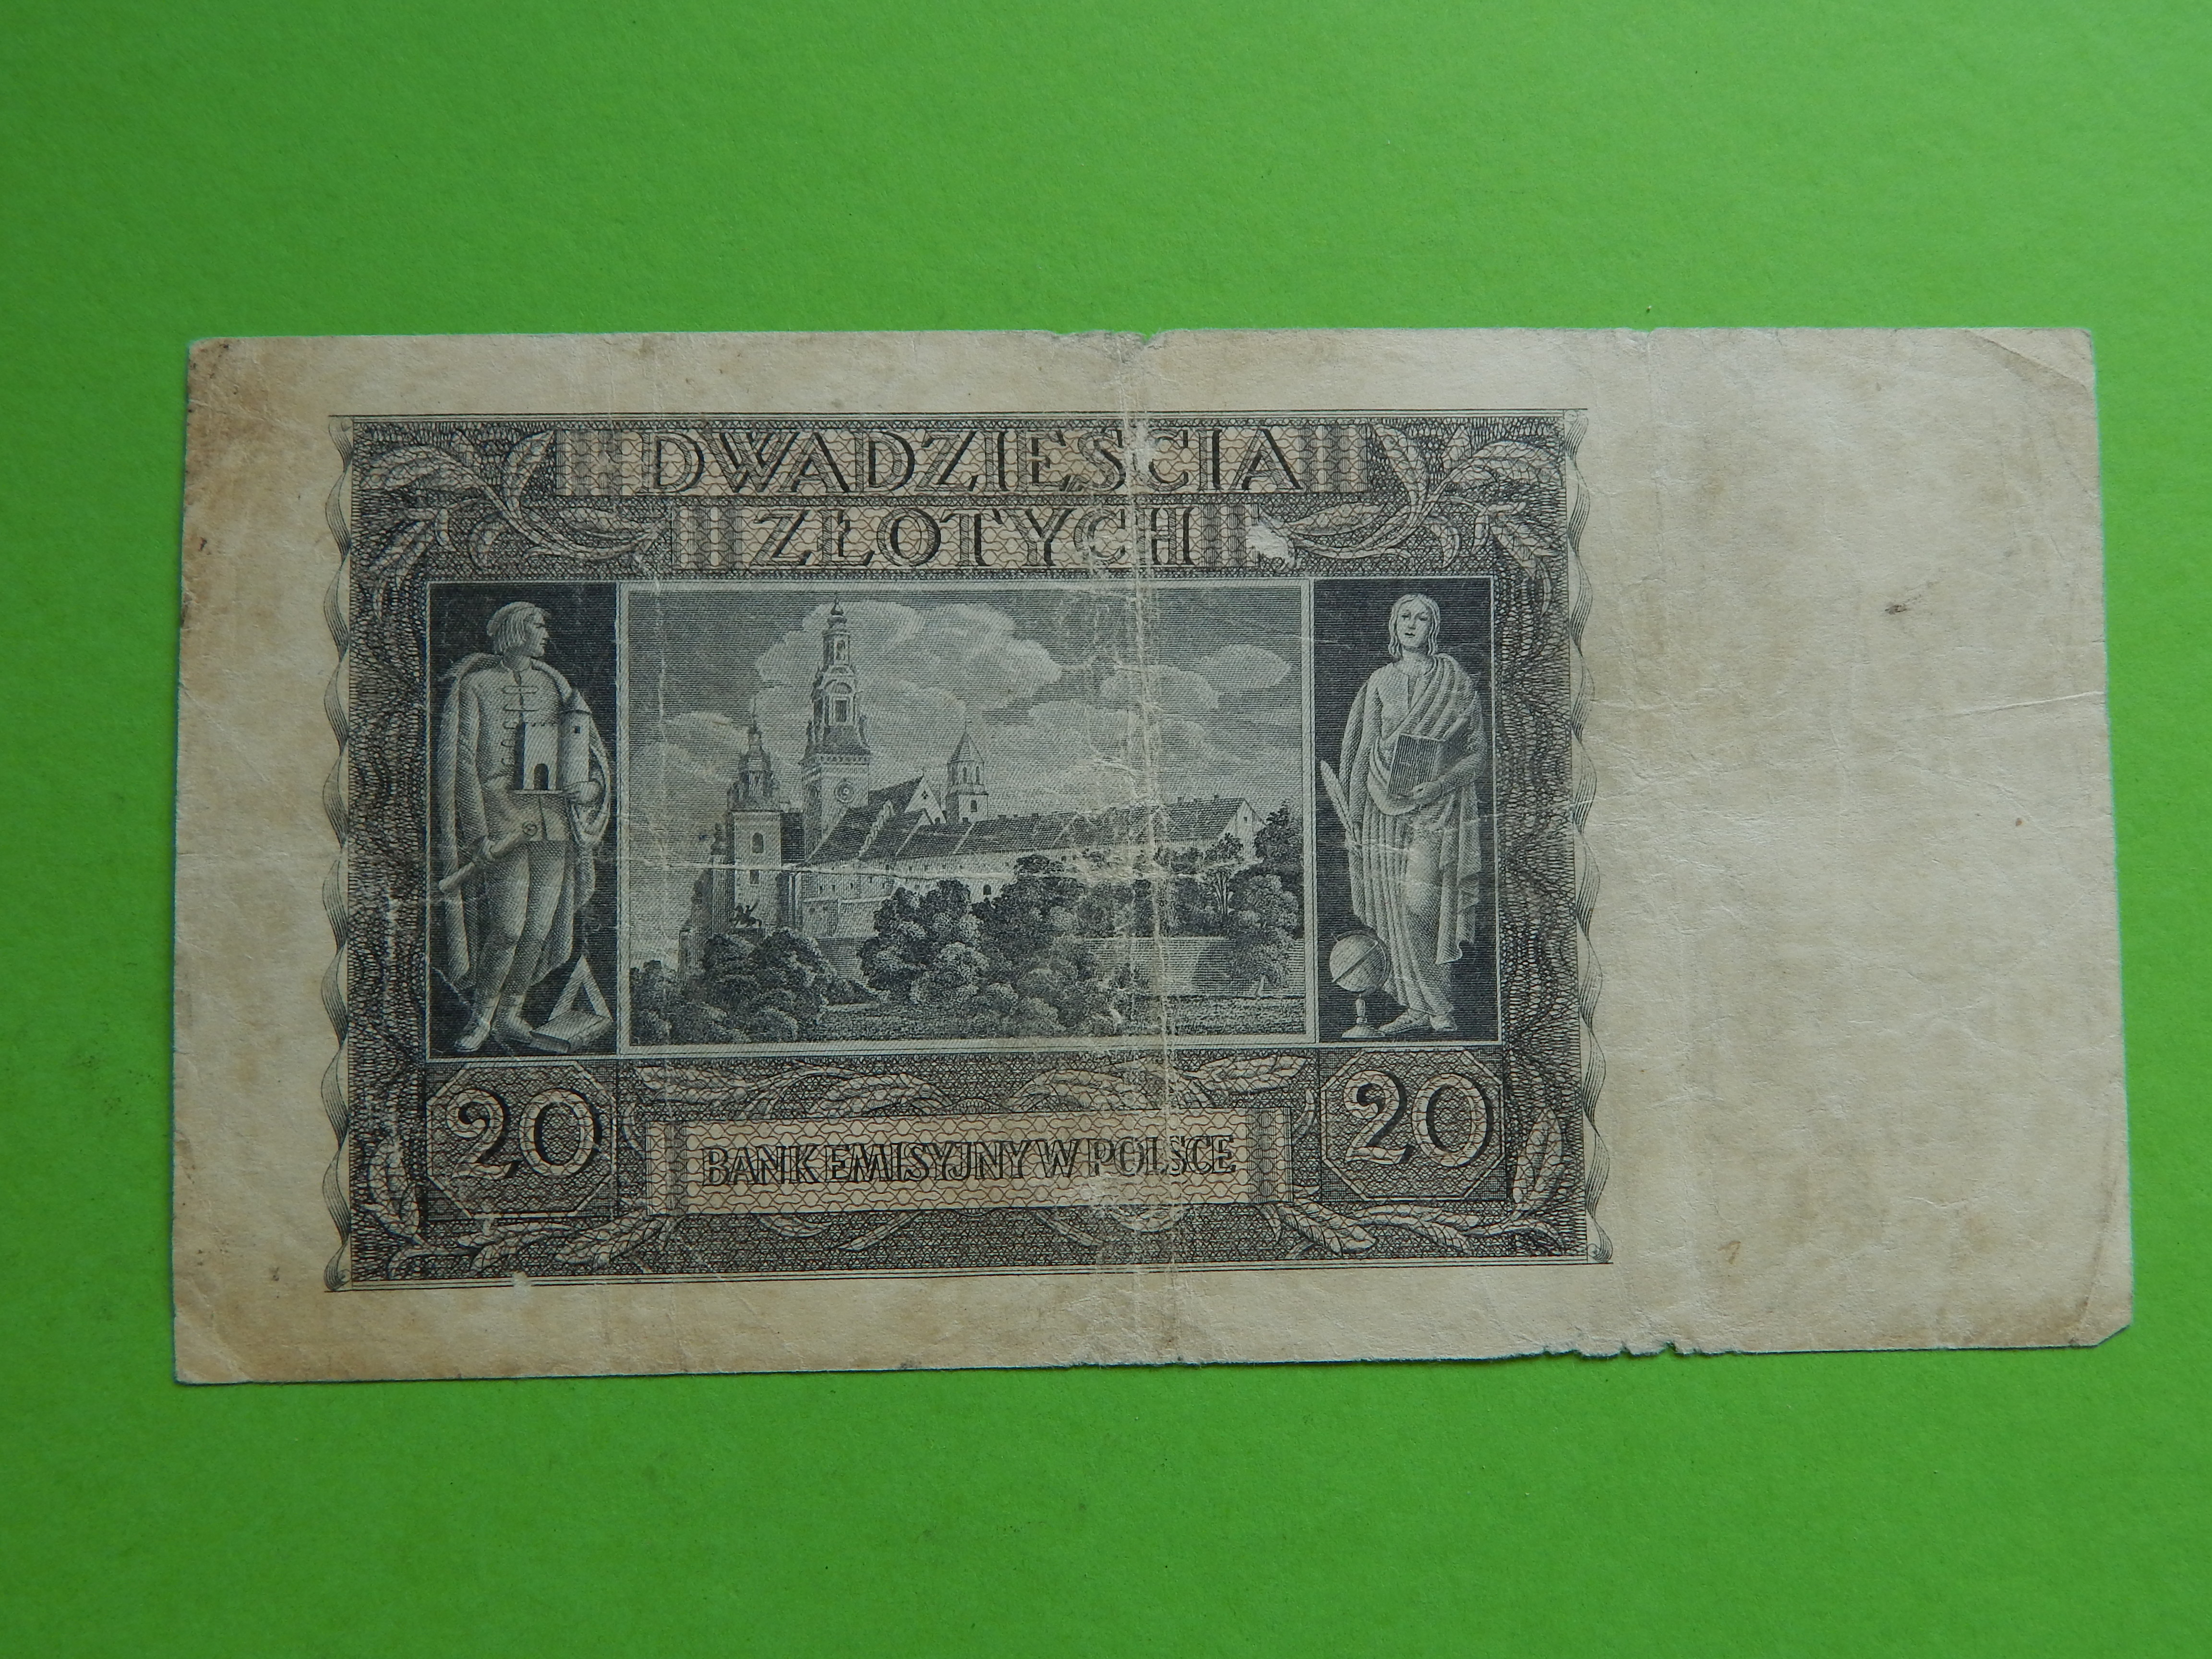 DWADZIEŚCIA
ZŁOTYCH
20 20
BANK EMISYJNY W POLSCE